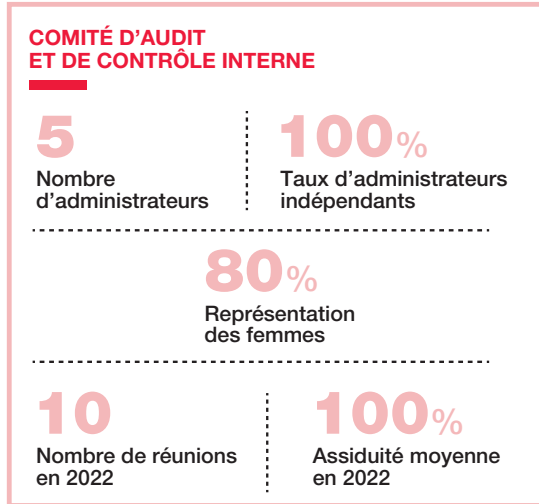 COMITÉ D’AUDIT
ET DE CONTRÔLE INTERNE
5
Nombre
d’administrateurs
100%
Taux d’administrateurs
indépendants
80%
Représentation
des femmes
10
Nombre de réunions
en 2022
100%
Assiduité moyenne
en 2022